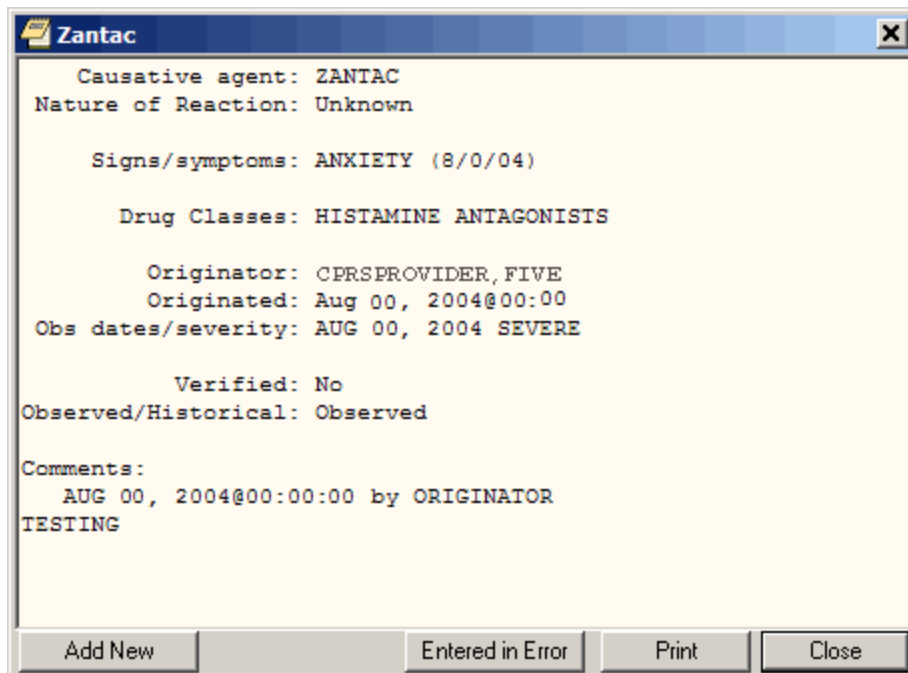 Zantac
Causative agent: ZANTAC
Nature of Reaction: Unknown
Signs/symptoms: ANXIETY (8/0/04)
Drug Classes: HISTAMINE ANTAGONISTS
Originator: CPRSPROVIDER,FIVE
Originated: Aug 00, 2004@00:00
Obs dates/severity: AUG 00, 2004 SEVERE
Verified: No
Observed/Historical: Observed
Comments:
AUG 00, 2004@00:00:00 by ORIGINATOR
TESTING
Add New Entered in Error Print Close